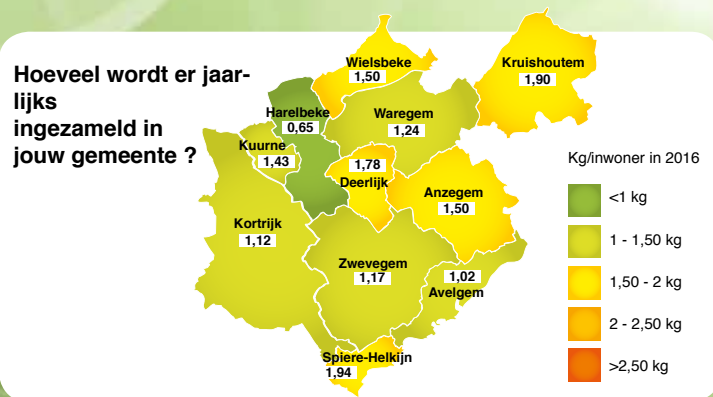 Hoeveel wordt er jaar-
lijks
ingezameld in
jouw gemeente ?
Wielsbeke
1,50
Kruishoutem
1,90
Harelbeke
0,65
Waregem
1,24
Kuurne
1,43
1,78
Deerlijk
Anzegem
1,50
Kortrijk
1,12
Zwevegem
1,17
1,02
Avelgem
Spiere-Helkijn
1,94
Kg/inwoner in 2016
<1 kg
1 - 1,50 kg
1,50 - 2 kg
2 - 2,50 kg
>2,50 kg